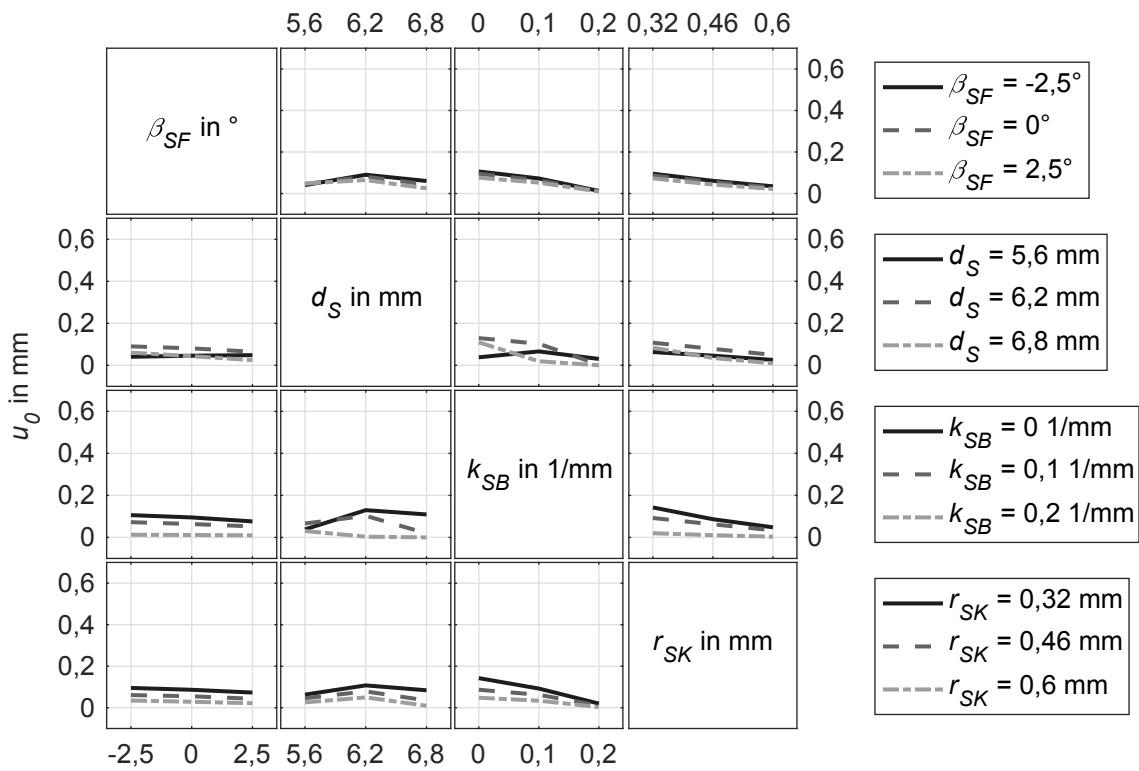 5,6 6,2 6,8 0 0,1 0,2 0,32 0,46 0,6
β_SF in °
0,6
0,4
0,2
0
β_SF = -2,5°
β_SF = 0°
β_SF = 2,5°
u_0 in mm
0,6
0,4
0,2
0
d_S in mm
0,6
0,4
0,2
0
d_S = 5,6 mm
d_S = 6,2 mm
d_S = 6,8 mm
0,6
0,4
0,2
0
k_SB in 1/mm
0,6
0,4
0,2
0
k_SB = 0 1/mm
k_SB = 0,1 1/mm
k_SB = 0,2 1/mm
0,6
0,4
0,2
0
r_SK in mm
r_SK = 0,32 mm
r_SK = 0,46 mm
r_SK = 0,6 mm
-2,5 0 2,5 5,6 6,2 6,8 0 0,1 0,2